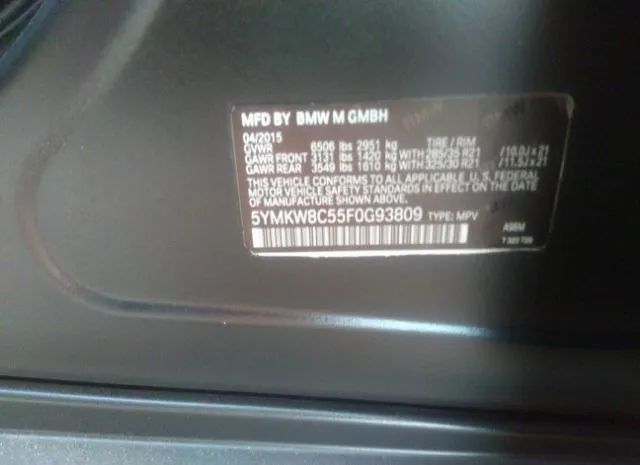 MFD BY BMW M GMBH
04/2015
GVWR 6506 lbs 2951 kg TIRE / RIM
GAWR FRONT 3131 lbs 1420 kg WITH 285/35 R21 / 10.0J x 21
GAWR REAR 3549 lbs 1610 kg WITH 325/30 R21 / 11.5J x 21
THIS VEHICLE CONFORMS TO ALL APPLICABLE U.S. FEDERAL
MOTOR VEHICLE SAFETY STANDARDS IN EFFECT ON THE DATE
OF MANUFACTURE SHOWN ABOVE.
5YMKW8C55F0G93809 TYPE: MPV
A96M